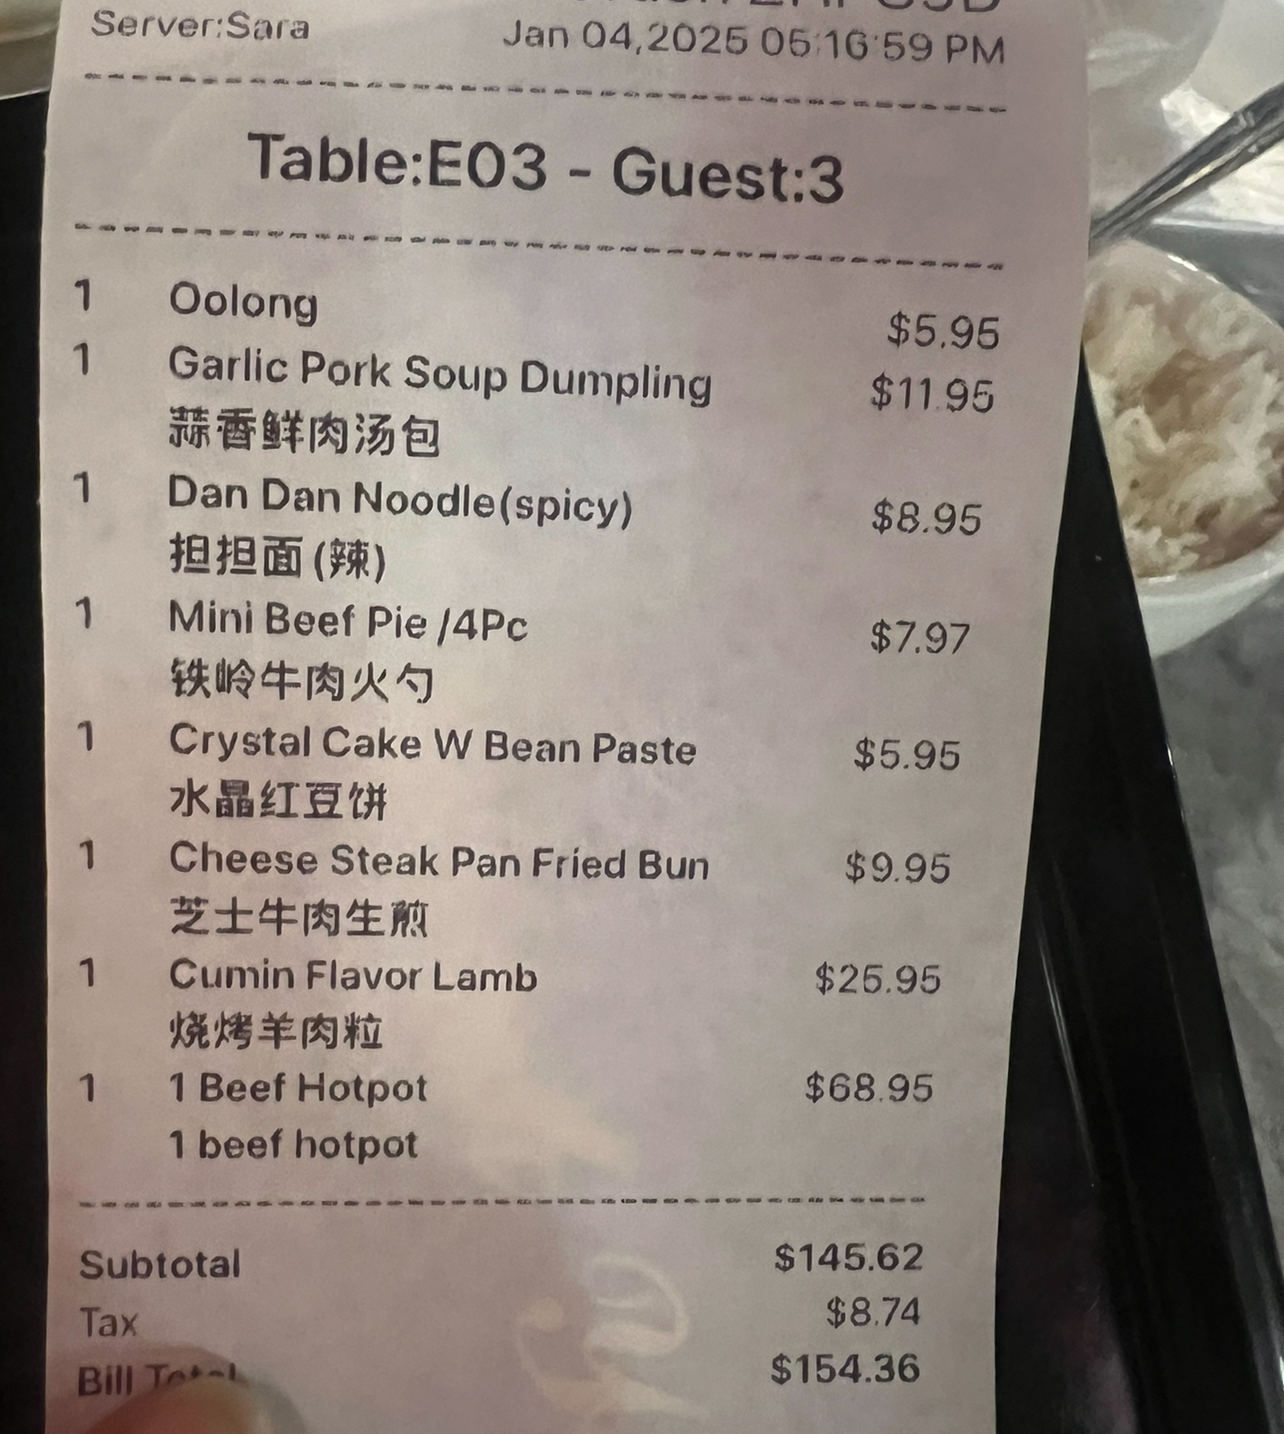 Server:Sara
Jan 04,2025 05:16:59 PM
Table:E03 - Guest:3
1 Oolong $5.95
1 Garlic Pork Soup Dumpling $11.95
蒜香鲜肉汤包
1 Dan Dan Noodle(spicy) $8.95
担担面 (辣)
1 Mini Beef Pie /4Pc $7.97
铁岭牛肉火勺
1 Crystal Cake W Bean Paste $5.95
水晶红豆饼
1 Cheese Steak Pan Fried Bun $9.95
芝士牛肉生煎
1 Cumin Flavor Lamb $25.95
烧烤羊肉粒
1 1 Beef Hotpot $68.95
1 beef hotpot
Subtotal $145.62
Tax $8.74
Bill Total $154.36